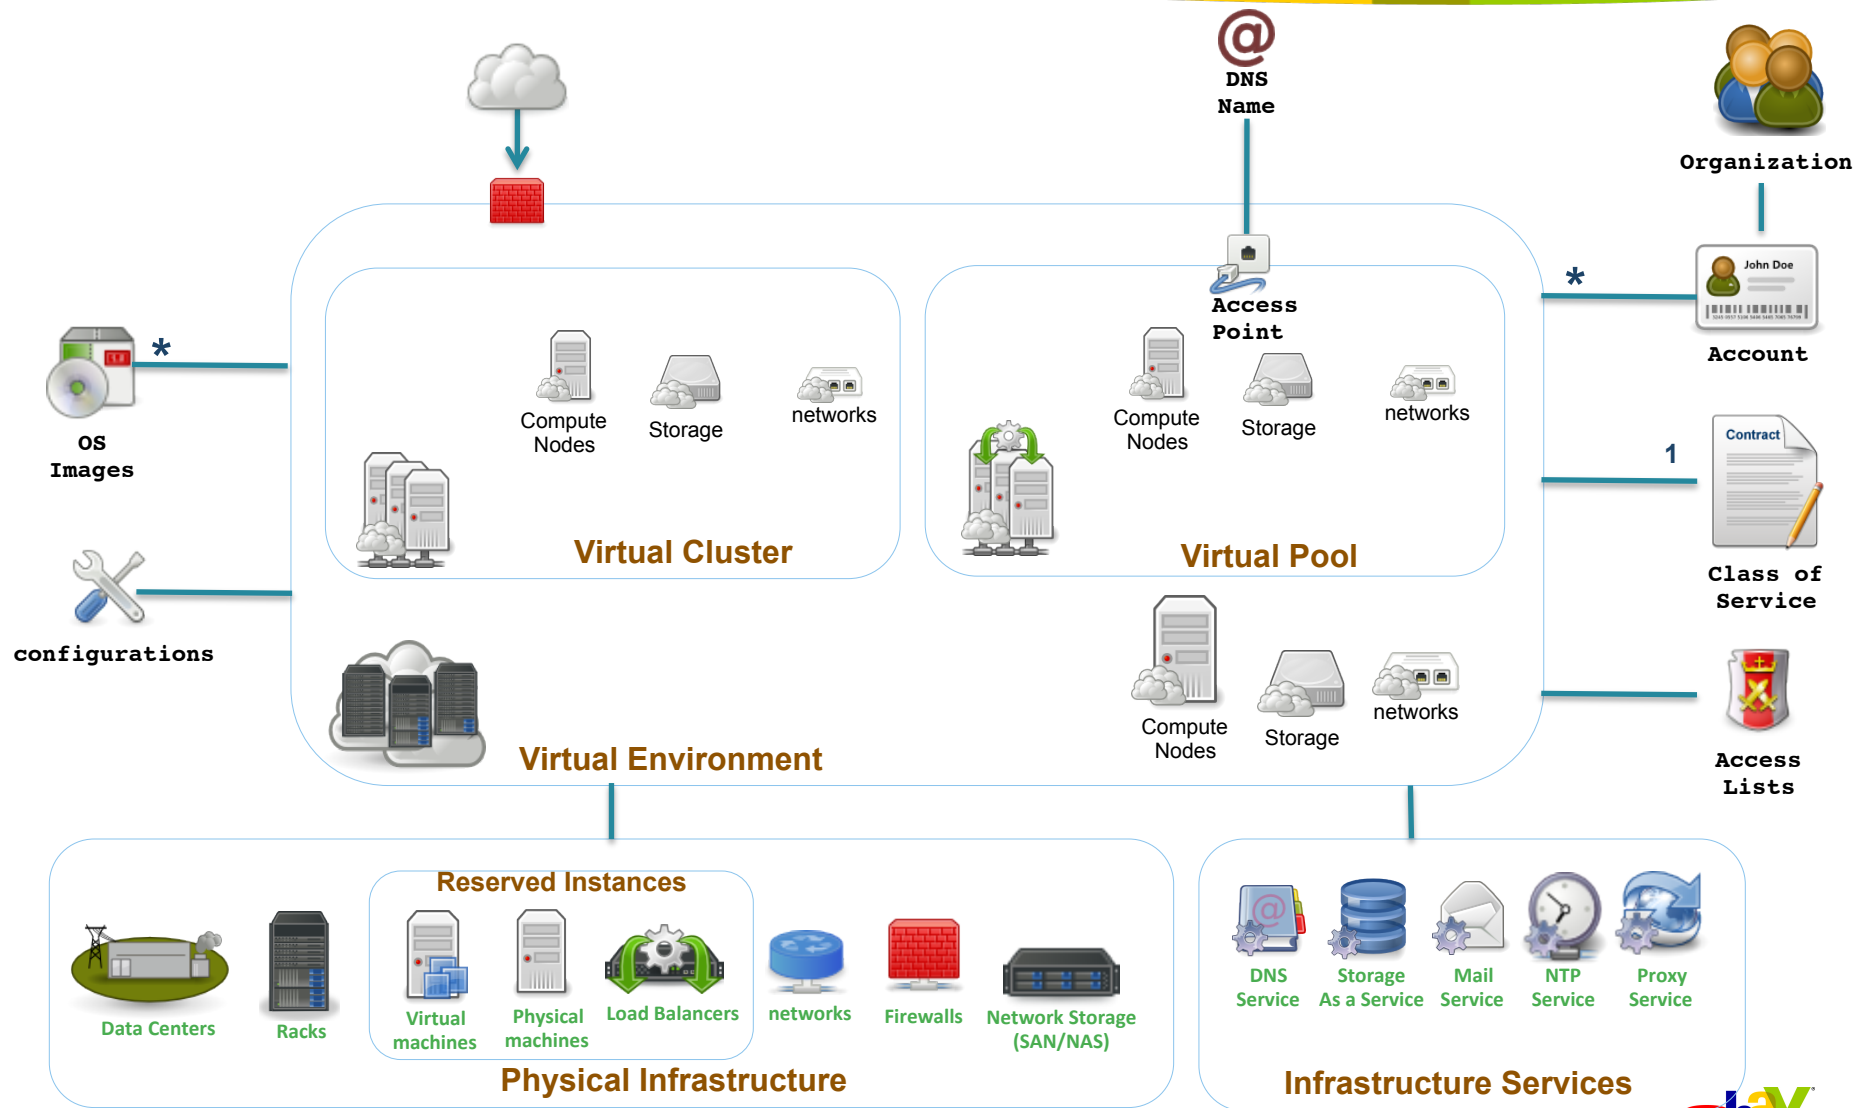 @
DNS
Name
Organization
John Doe
Account
*
*
Access
Point
OS
Images
Compute
Nodes
Storage
networks
Virtual Cluster
Compute
Nodes
Storage
networks
Virtual Pool
Contract
1
Class of
Service
configurations
Virtual Environment
Compute
Nodes
Storage
networks
Access
Lists
Reserved Instances
Data Centers
Racks
Virtual
machines
Physical
machines
Load Balancers
networks
Firewalls
Network Storage
(SAN/NAS)
Physical Infrastructure
@
DNS
Service
Storage
As a Service
Mail
Service
NTP
Service
Proxy
Service
Infrastructure Services